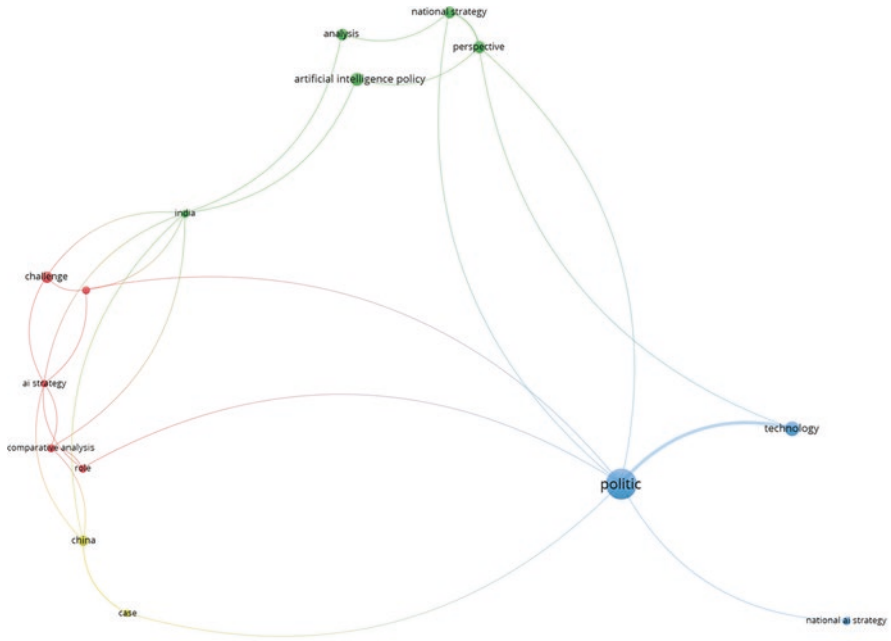 national strategy
analysis
perspective
artificial intelligence policy
india
challenge
ai strategy
technology
comparative analysis
role
politic
china
case
national ai strategy